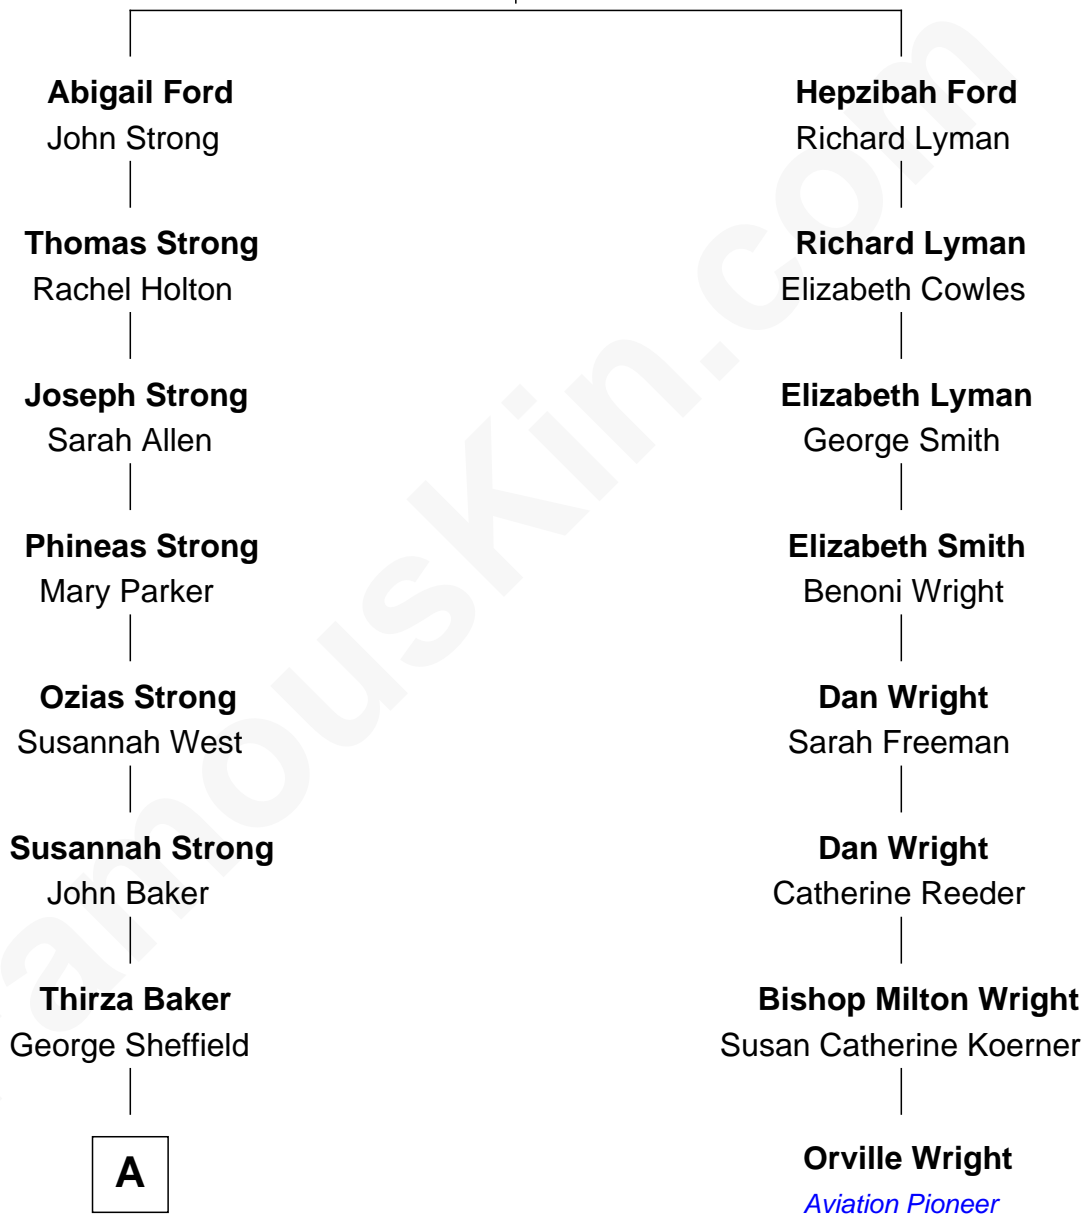 Abigail Ford
John Strong
Hepzibah Ford
Richard Lyman
Thomas Strong
Rachel Holton
Richard Lyman
Elizabeth Cowles
Joseph Strong
Sarah Allen
Elizabeth Lyman
George Smith
Phineas Strong
Mary Parker
Elizabeth Smith
Benoni Wright
Ozias Strong
Susannah West
Dan Wright
Sarah Freeman
Susannah Strong
John Baker
Dan Wright
Catherine Reeder
Thirza Baker
George Sheffield
Bishop Milton Wright
Susan Catherine Koerner
A
Orville Wright
Aviation Pioneer
amouskin.com